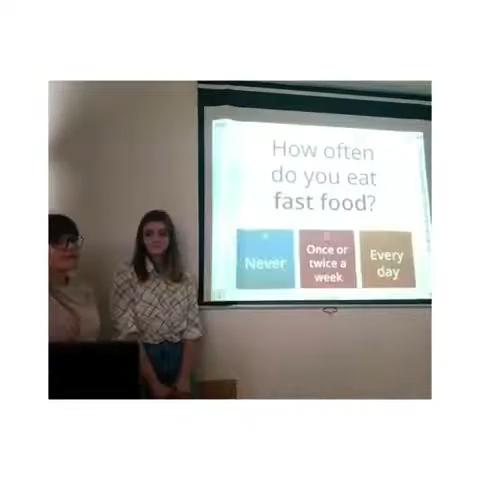 How often
do you eat
fast food?
Never
Once or
twice a
week
Every
day